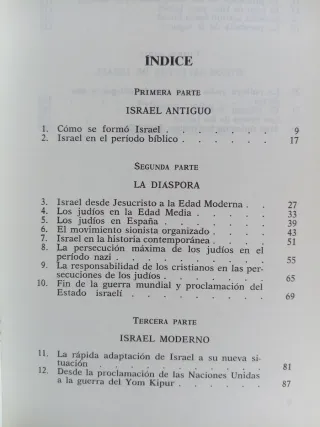 INDICE
PRIMERA PARTE
ISRAEL ANTIGUO
1. Cómo se formó Israel . . . . . . 9
2. Israel en el período bíblico . . . . . 17
SEGUNDA PARTE
LA DIASPORA
3. Israel desde Jesucristo a la Edad Moderna . . 27
4. Los judíos en la Edad Media . . . . . 33
5. Los judíos en España . . . . . . 39
6. El movimiento sionista organizado . . . . 43
7. Israel en la historia contemporánea . . . . 51
8. La persecución máxima de los judíos en el
período nazi . . . . . . . . 55
9. La responsabilidad de los cristianos en las per-
secuciones de los judíos . . . . . . 65
10. Fin de la guerra mundial y proclamación del
Estado israelí . . . . . . . . 69
TERCERA PARTE
ISRAEL MODERNO
11. La rápida adaptación de Israel a su nueva si-
tuación . . . . . . . . . 81
12. Desde la proclamación de las Naciones Unidas
a la guerra del Yom Kipur . . . . . 87